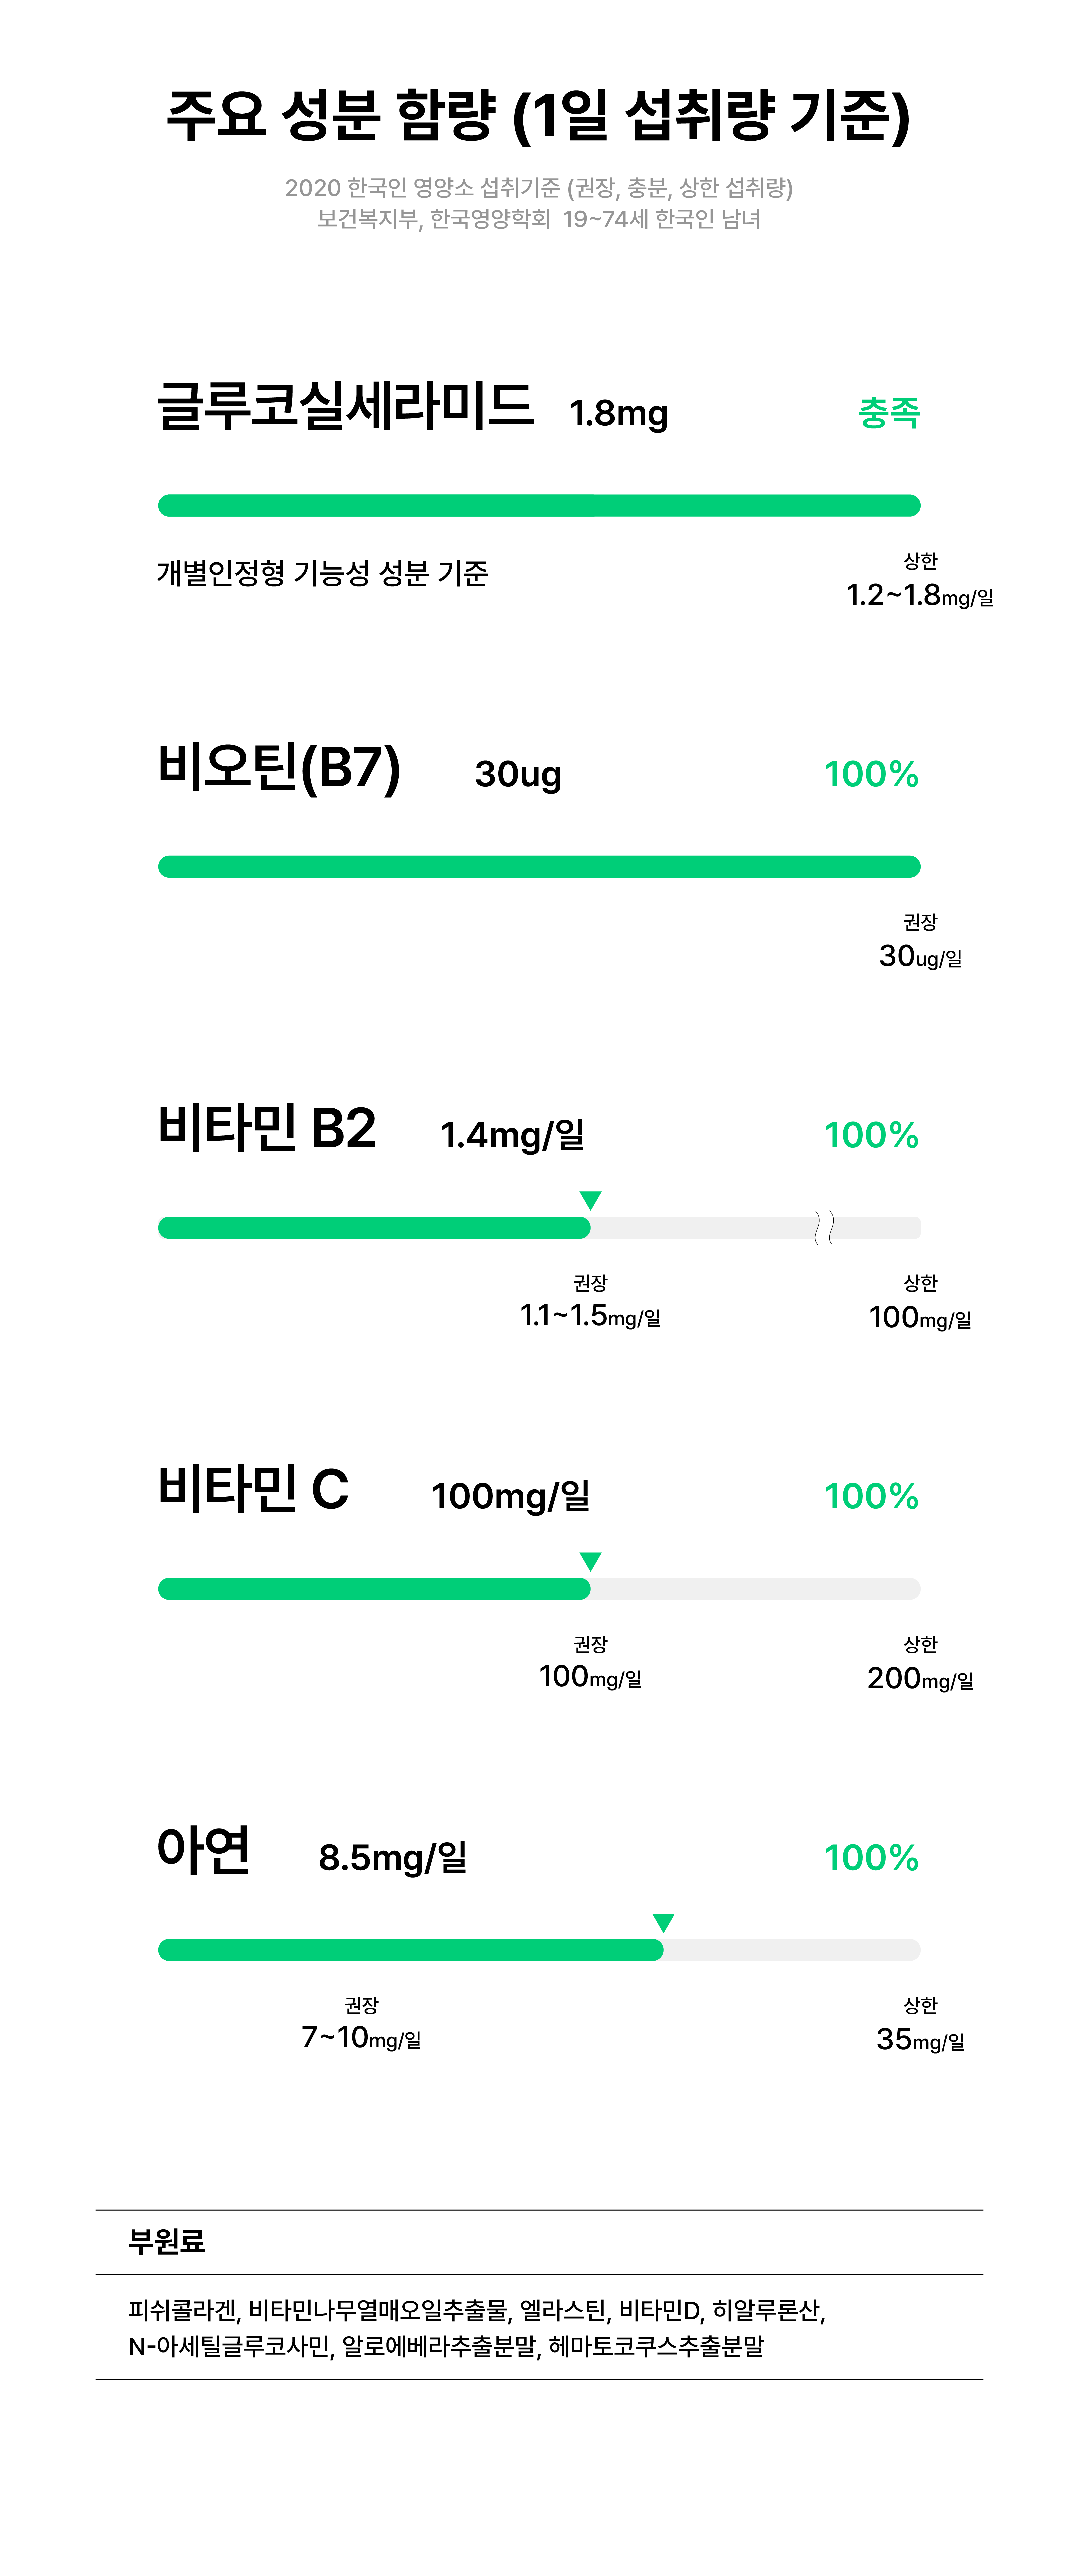 주요 성분 함량 (1일 섭취량 기준)
2020 한국인 영양소 섭취기준 (권장, 충분, 상한 섭취량)
보건복지부, 한국영양학회 19~74세 한국인 남녀
글루코실세라미드 1.8mg 충족
개별인정형 기능성 성분 기준
상한
1.2~1.8mg/일
비오틴(B7) 30ug 100%
권장
30ug/일
비타민 B2 1.4mg/일 100%
권장 상한
1.1~1.5mg/일 100mg/일
비타민 C 100mg/일 100%
권장 상한
100mg/일 200mg/일
아연 8.5mg/일 100%
권장 상한
7~10mg/일 35mg/일
부원료
피쉬콜라겐, 비타민나무열매오일추출물, 엘라스틴, 비타민D, 히알루론산,
N-아세틸글루코사민, 알로에베라추출분말, 헤마토코쿠스추출분말